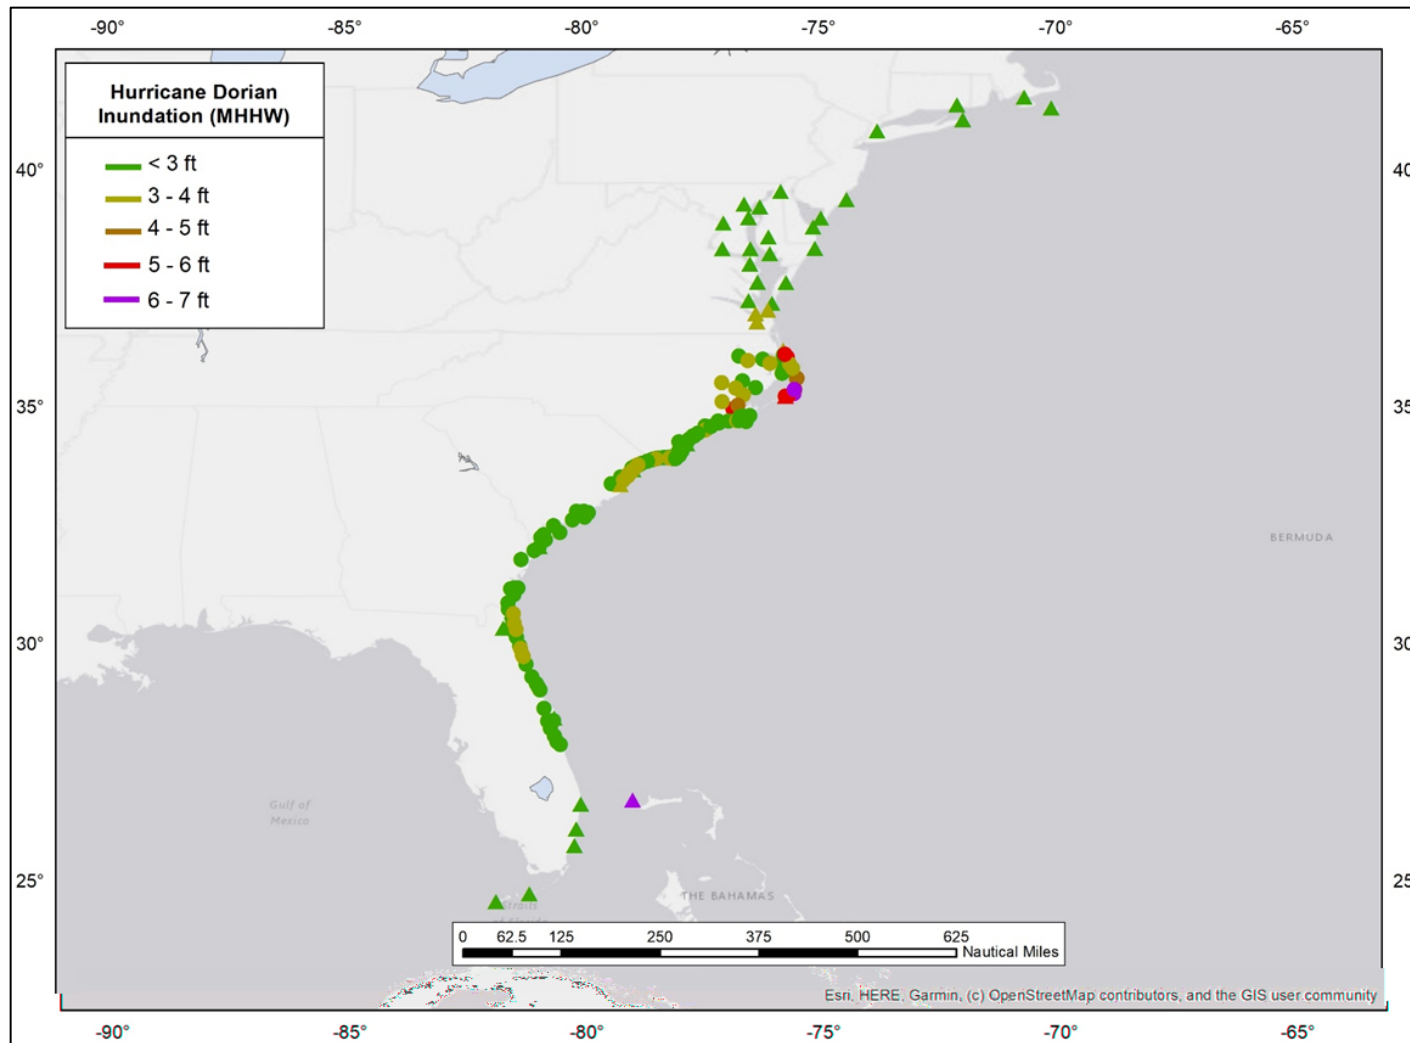 -90° -85° -80° -75° -70° -65°
Hurricane Dorian
Inundation (MHHW)
< 3 ft
3 - 4 ft
4 - 5 ft
5 - 6 ft
6 - 7 ft
40° 40
35° 35
BERMUDA
30° 30
Gulf of
Mexico
25° 25
THE BAHAMAS
Straits
of Florida
0 62.5 125 250 375 500 625
Nautical Miles
Esri, HERE, Garmin, (c) OpenStreetMap contributors, and the GIS user community
-90° -85° -80° -75° -70° -65°